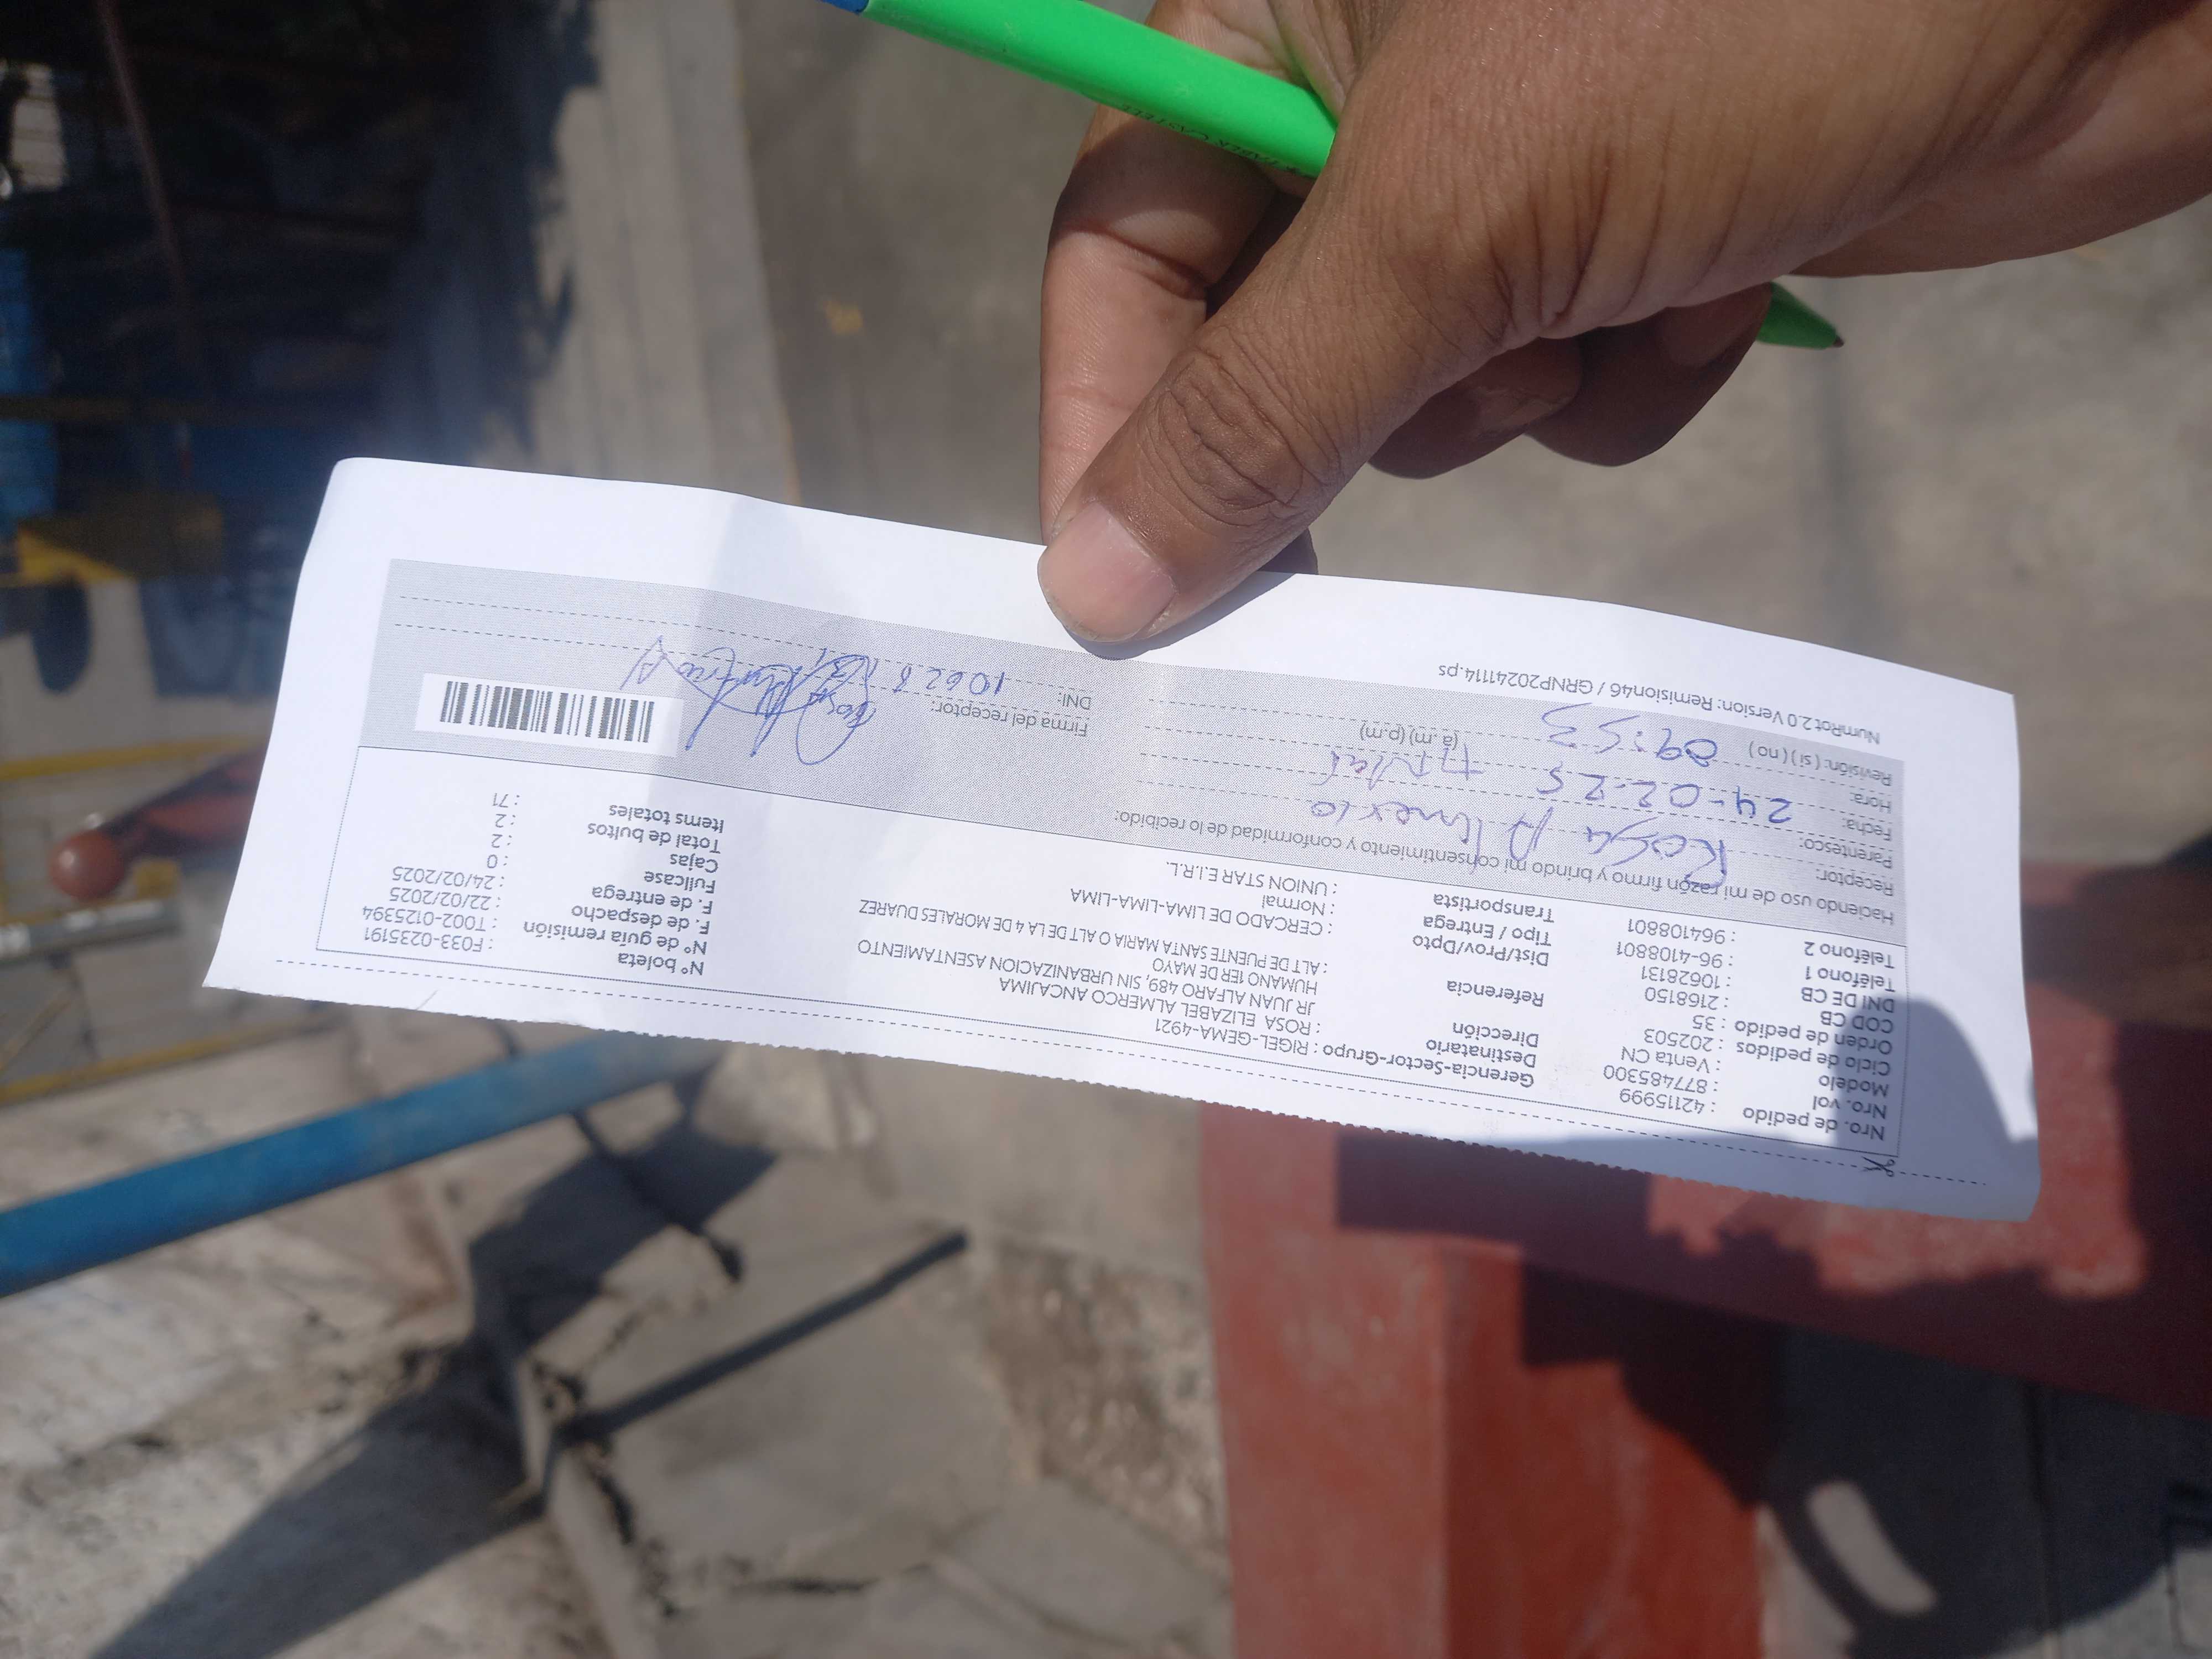 Nro. de pedido : 42115999
Nro. vol : 877485300
Modelo : Venta CN
Ciclo de pedidos : 202503
Orden de pedido : 35
COD CB : 2168150
DNI DE CB : 10628131
Teléfono 1 : 96-4108801
Teléfono 2 : 964108801
Gerencia-Sector-Grupo : RIGEL-GEMA-4921
Destinatario : ROSA ELIZABEL ALMERCO ANCAJIMA
Dirección JR JUAN ALFARO 489, SIN URBANIZACION ASENTAMIENTO
HUMANO 1ER DE MAYO
Referencia : ALT DE PUENTE SANTA MARIA O ALT DE LA 4 DE MORALES DUAREZ
Dist/Prov/Dpto : CERCADO DE LIMA-LIMA-LIMA
Tipo / Entrega : Normal
Transportista : UNION STAR E.I.R.L.
N° boleta : F033-0235191
N° de guía remisión : T002-0125394
F. de despacho : 22/02/2025
F. de entrega : 24/02/2025
Fullcase : 0
Cajas : 2
Total de bultos : 2
Items totales : 71
Haciendo uso de mi razón firmo y brindo mi consentimiento y conformidad de lo recibido:
Receptor: Rosa Almerco
Parentesco:
Fecha: 24-02-25
Hora: 09:53 (a.m) (p.m)
Revisión: ( si ) ( no )
Firma del receptor:
DNI:
NumRot 2.0 Version: Remision46 / GRNP20241114.ps